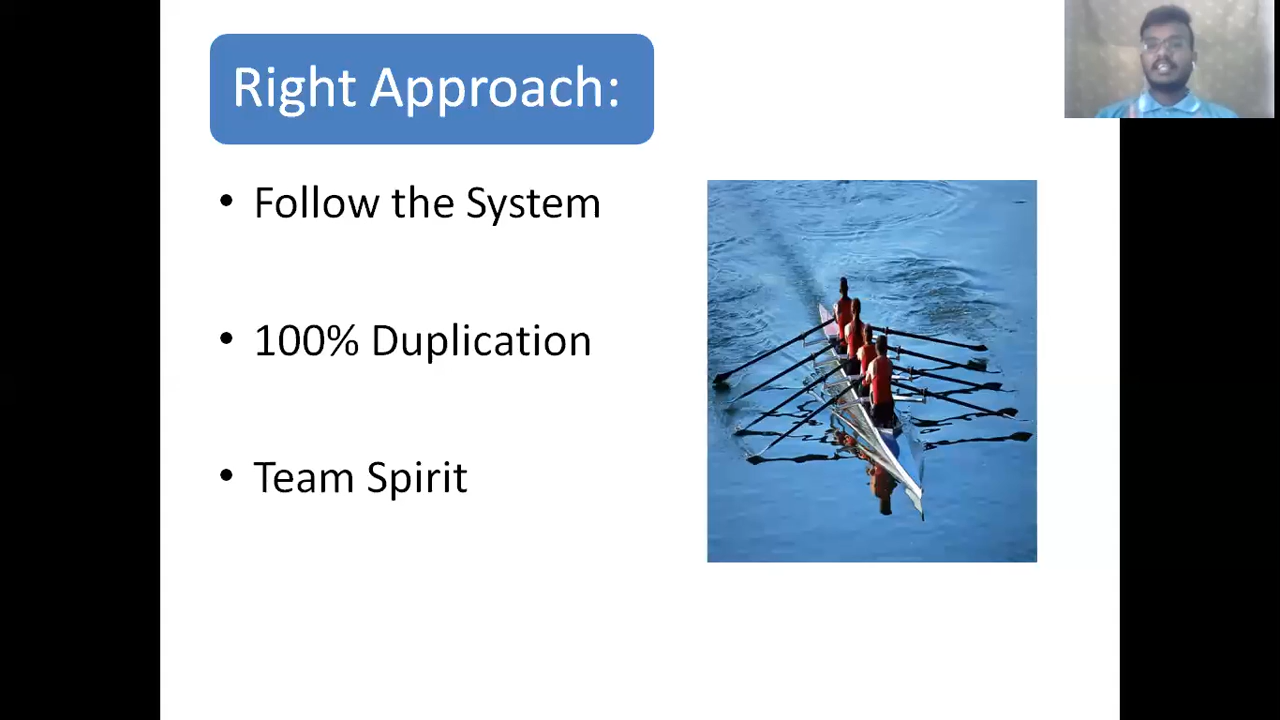 Right Approach:
• Follow the System
• 100% Duplication
• Team Spirit